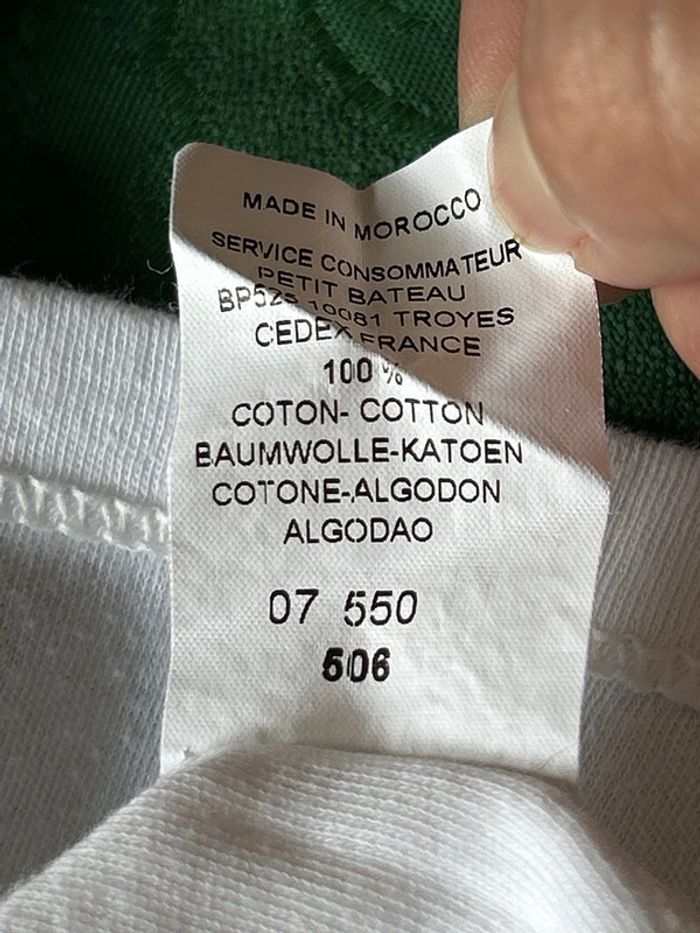 MADE IN MOROCCO
SERVICE CONSOMMATEUR
PETIT BATEAU
BP525 10081 TROYES
CEDEX FRANCE
100 %
COTON- COTTON
BAUMWOLLE-KATOEN
COTONE-ALGODON
ALGODAO
07 550
506